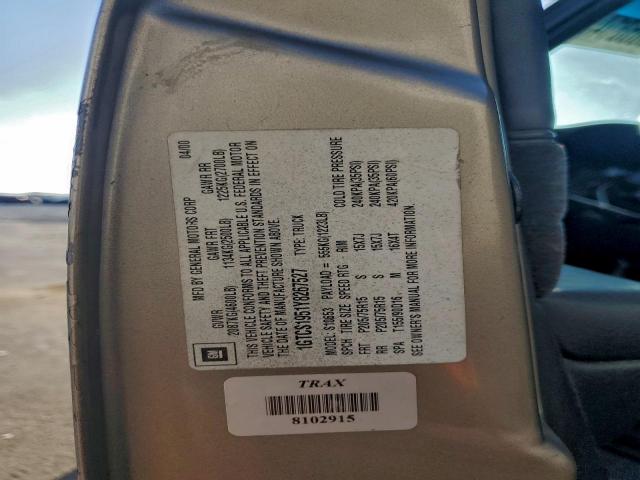 GM
MFD BY GENERAL MOTORS CORP 04/00
GVWR GAWR FRT GAWR RR
2087KG(4600LB) 1134KG(2500LB) 1225KG(2700LB)
THIS VEHICLE CONFORMS TO ALL APPLICABLE U.S. FEDERAL MOTOR
VEHICLE SAFETY AND THEFT PREVENTION STANDARDS IN EFFECT ON
THE DATE OF MANUFACTURE SHOWN ABOVE.
1GTCS1951Y8267527 TYPE: TRUCK
MODEL: S10653 PAYLOAD = 555KG(1223LB)
SPCH TIRE SIZE SPEED RTG RIM COLD TIRE PRESSURE
FRT P205/75R15 S 15X7J 240KPA(35PSI)
RR P205/75R15 S 15X7J 240KPA(35PSI)
SPA T155/90D16 M 16X4T 420KPA(60PSI)
SEE OWNER'S MANUAL FOR MORE INFORMATION.
TRAX
8102915